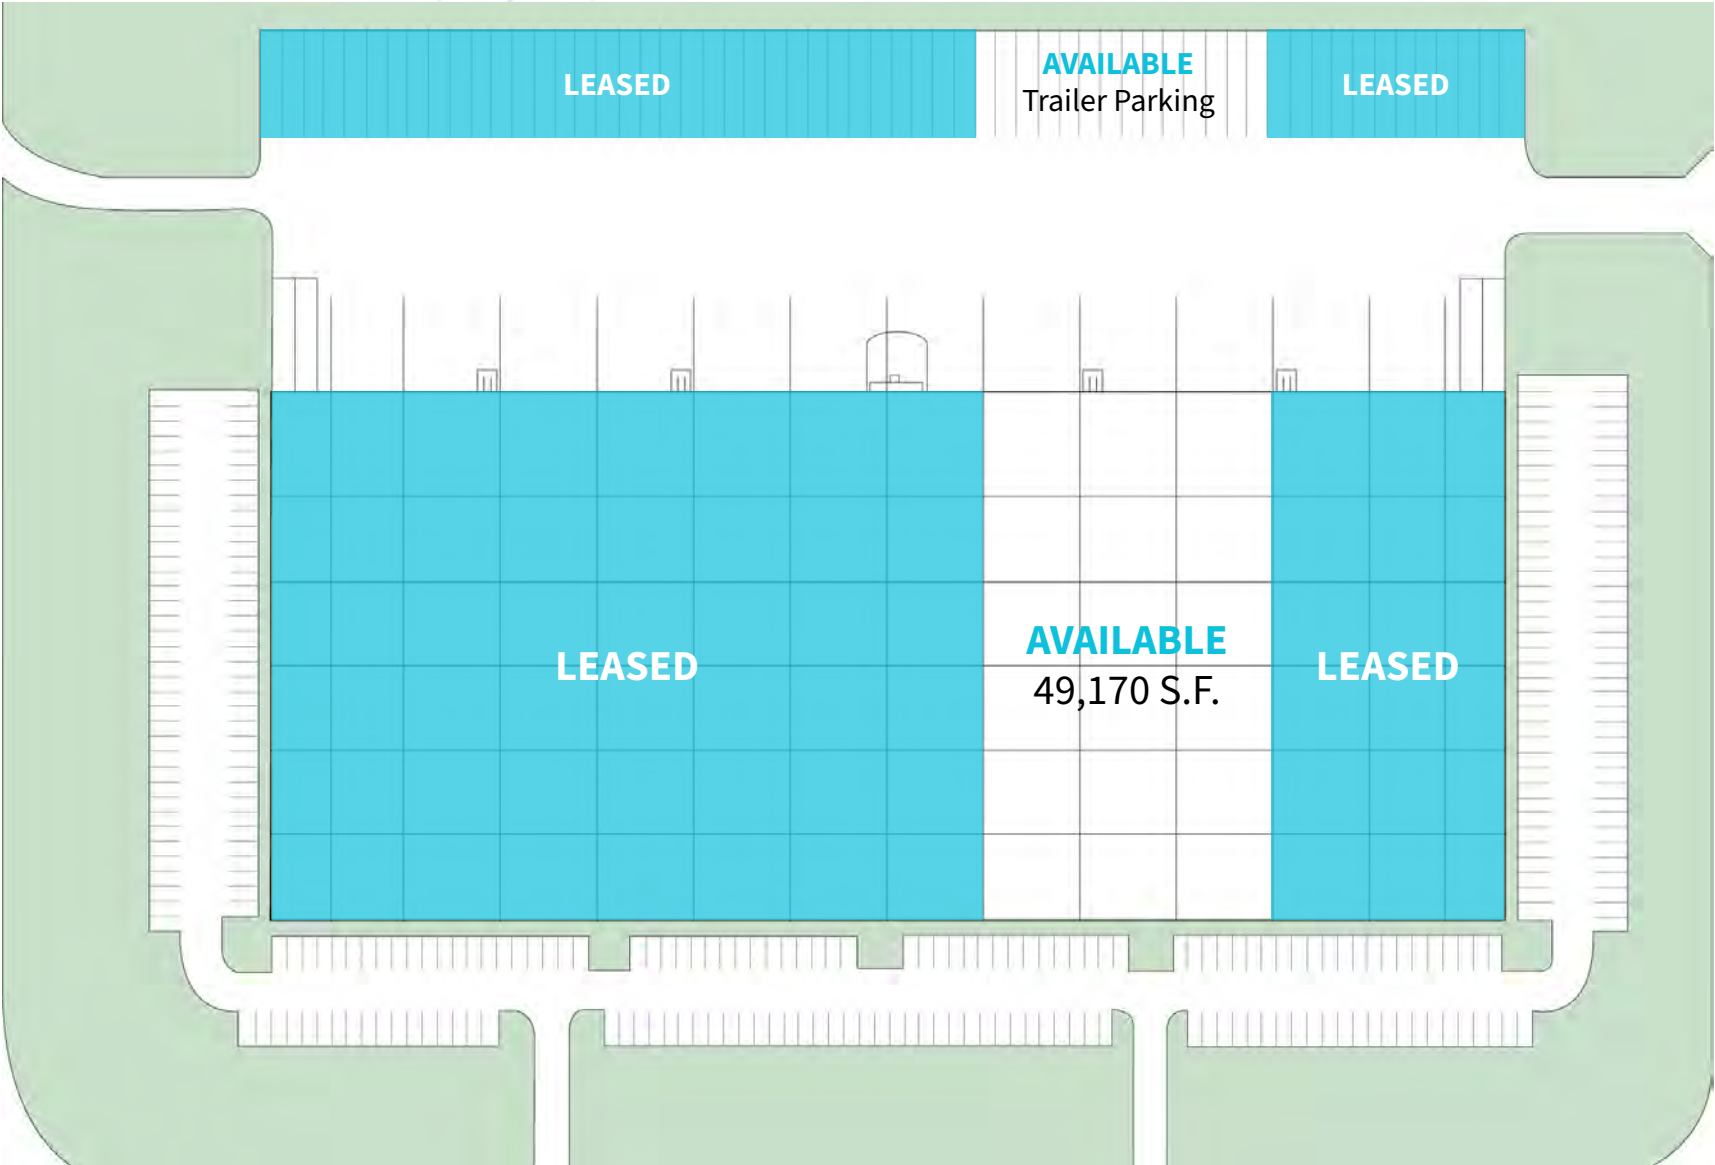 LEASED
AVAILABLE
Trailer Parking
LEASED
LEASED
AVAILABLE
49,170 S.F.
LEASED